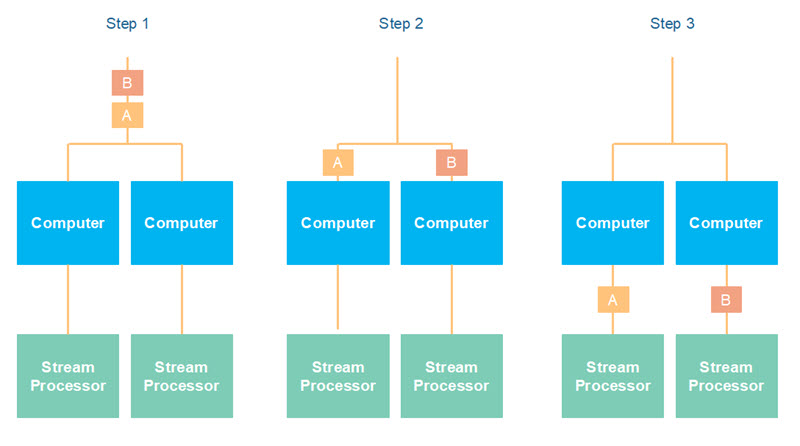 Step 1
Step 2
Step 3
B
A
A
B
Computer
Computer
Computer
Computer
Computer
Computer
A
B
Stream
Processor
Stream
Processor
Stream
Processor
Stream
Processor
Stream
Processor
Stream
Processor